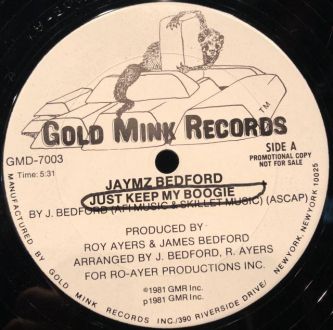 TM
GOLD MINK RECORDS
GMD-7003
SIDE A
PROMOTIONAL COPY
NOT FOR SALE
Time: 5:31
JAYMZ BEDFORD
JUST KEEP MY BOOGIE
BY J. BEDFORD (API MUSIC & SKILLET MUSIC) (ASCAP)
PRODUCED BY
ROY AYERS & JAMES BEDFORD
ARRANGED BY J. BEDFORD, R. AYERS
FOR RO-AYER PRODUCTIONS INC.
©1981 GMR Inc.
p1981 GMR Inc.
MANUFACTURED BY GOLD MINK RECORDS INC./390 RIVERSIDE DRIVE/NEW YORK, NEW YORK 10025